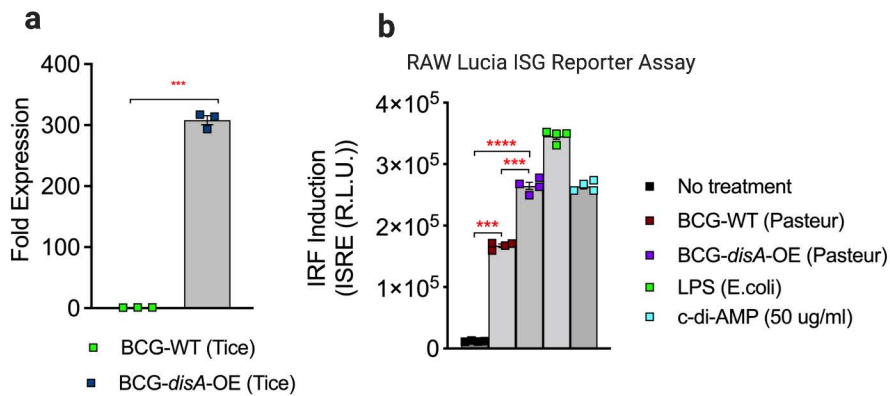 a
Fold Expression
400
300
200
100
0
***
BCG-WT (Tice)
BCG-disA-OE (Tice)
b
RAW Lucia ISG Reporter Assay
IRF Induction
(ISRE (R.L.U.))
4×10⁵
3×10⁵
2×10⁵
1×10⁵
0
****
***
***
No treatment
BCG-WT (Pasteur)
BCG-disA-OE (Pasteur)
LPS (E.coli)
c-di-AMP (50 ug/ml)